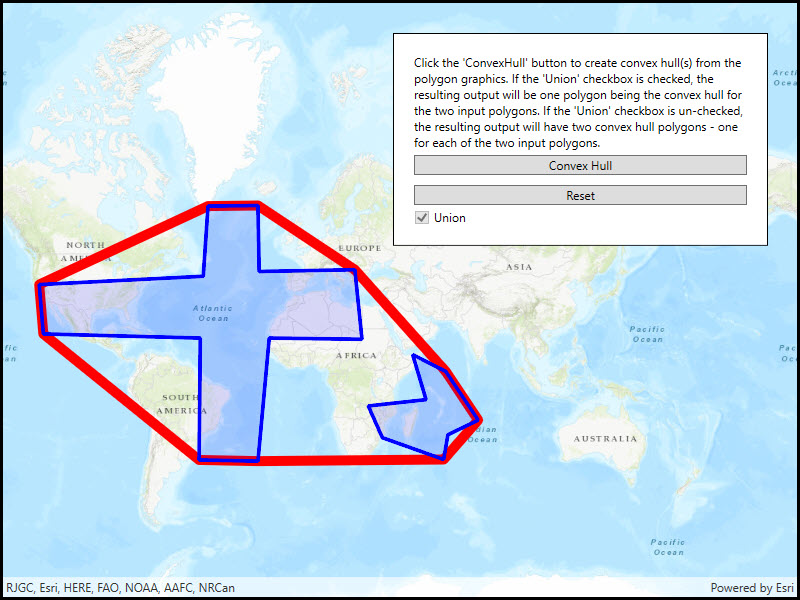 Click the 'ConvexHull' button to create convex hull(s) from the
polygon graphics. If the 'Union' checkbox is checked, the
resulting output will be one polygon being the convex hull for
the two input polygons. If the 'Union' checkbox is un-checked,
the resulting output will have two convex hull polygons - one
for each of the two input polygons.
Convex Hull
Reset
Union
NORTH
EUROPE
ASIA
Atlantic
Ocean
Pacific
Ocean
AFRICA
SOUTH
AMERICA
Ocean
AUSTRALIA
Pacific
Ocean
RJGC, Esri, HERE, FAO, NOAA, AAFC, NRCan
Powered by Esri